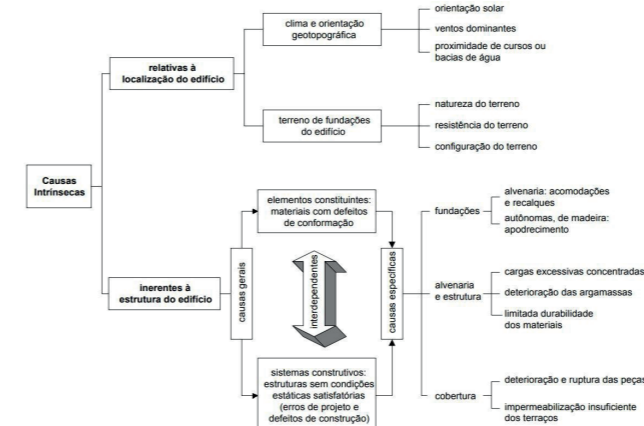 Causas
Intrínsecas
relativas à
localização do edifício
clima e orientação
geotopográfica
orientação solar
ventos dominantes
proximidade de cursos ou
bacias de água
terreno de fundações
do edifício
natureza do terreno
resistência do terreno
configuração do terreno
inerentes à
estrutura do edifício
causas gerais
elementos constituintes:
materiais com defeitos
de conformação
interdependentes
sistemas construtivos:
estruturas sem condições
estáticas satisfatórias
(erros de projeto e
defeitos de construção)
causas específicas
fundações
alvenaria: acomodações
e recalques
autônomas, de madeira:
apodrecimento
alvenaria
e estrutura
cargas excessivas concentradas
deterioração das argamassas
limitada durabilidade
dos materiais
cobertura
deterioração e ruptura das peças
impermeabilização insuficiente
dos terraços